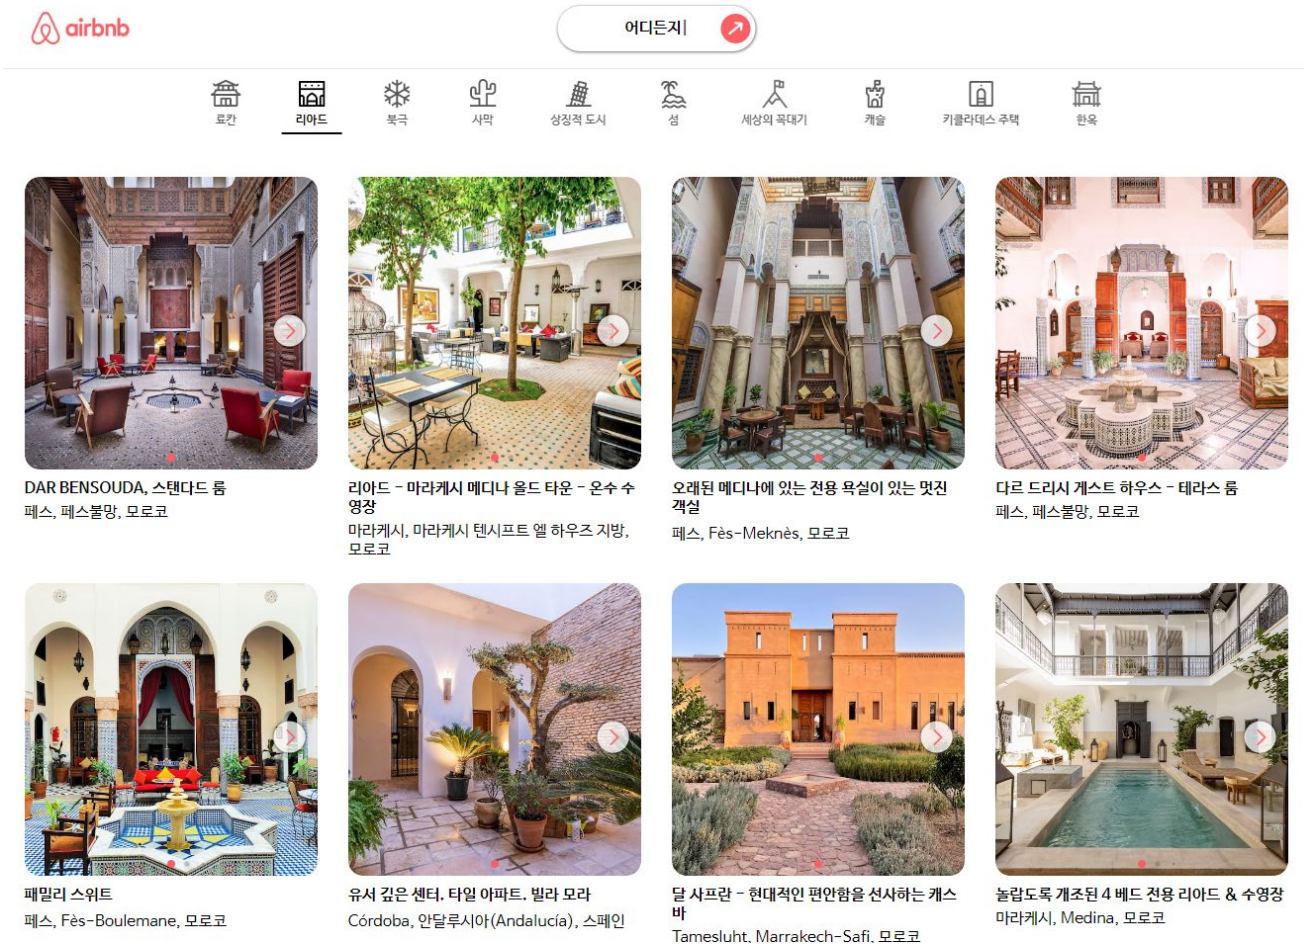 airbnb
어디든지
료칸
리아드
북극
사막
상징적 도시
섬
세상의 꼭대기
캐슬
키클라데스 주택
한옥
DAR BENSOUDA, 스탠다드 룸
페스, 페스불망, 모로코
리아드 - 마라케시 메디나 올드 타운 - 온수 수
영장
마라케시, 마라케시 텐시프트 엘 하우즈 지방,
모로코
오래된 메디나에 있는 전용 욕실이 있는 멋진
객실
페스, Fès-Meknès, 모로코
다르 드리시 게스트 하우스 - 테라스 룸
페스, 페스불망, 모로코
패밀리 스위트
페스, Fès-Boulemane, 모로코
유서 깊은 센터. 타일 아파트. 빌라 모라
Córdoba, 안달루시아(Andalucía), 스페인
달 사프란 - 현대적인 편안함을 선사하는 캐스
바
Tamesluht, Marrakech-Safi, 모로코
놀랍도록 개조된 4 베드 전용 리아드 & 수영장
마라케시, Medina, 모로코